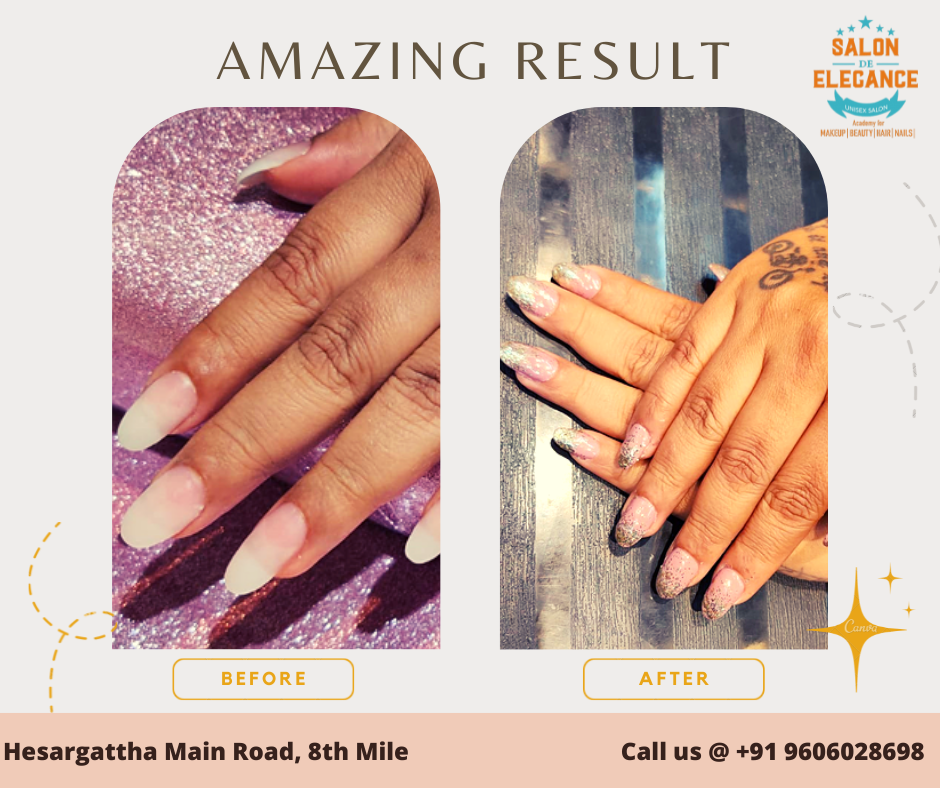 AMAZING RESULT
SALON
DE
ELEGANCE
UNISEX SALON
Academy for
MAKEUP | BEAUTY | HAIR | NAILS |
BEFORE
AFTER
Canva
Hesargattha Main Road, 8th Mile
Call us @ +91 9606028698